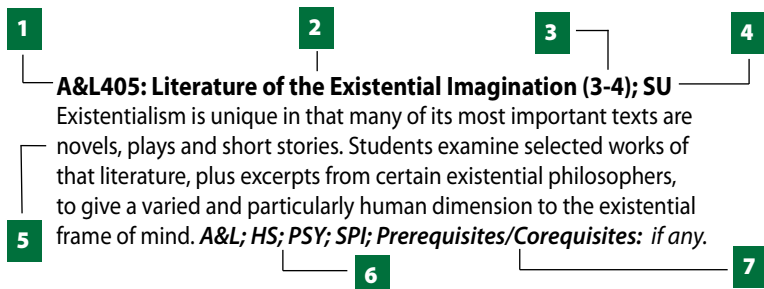 1
2
3
4
A&L405: Literature of the Existential Imagination (3-4); SU
Existentialism is unique in that many of its most important texts are
novels, plays and short stories. Students examine selected works of
that literature, plus excerpts from certain existential philosophers,
to give a varied and particularly human dimension to the existential
frame of mind. A&L; HS; PSY; SPI; Prerequisites/Corequisites: if any.
5
6
7